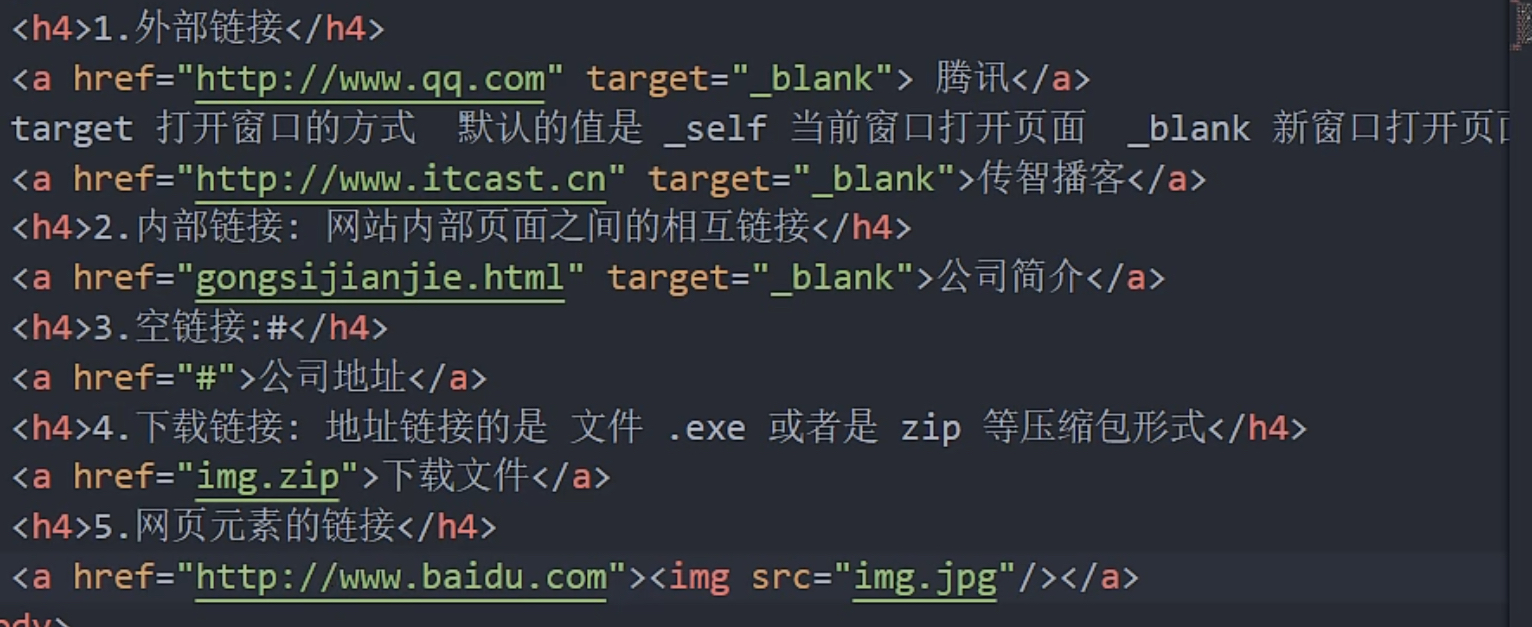 <h4>1.外部链接</h4>
<a href="http://www.qq.com" target="_blank"> 腾讯</a>
target 打开窗口的方式  默认的值是 _self 当前窗口打开页面  _blank 新窗口打开页
<a href="http://www.itcast.cn" target="_blank">传智播客</a>
<h4>2.内部链接: 网站内部页面之间的相互链接</h4>
<a href="gongsijianjie.html" target="_blank">公司简介</a>
<h4>3.空链接:#</h4>
<a href="#">公司地址</a>
<h4>4.下载链接: 地址链接的是 文件 .exe 或者是 zip 等压缩包形式</h4>
<a href="img.zip">下载文件</a>
<h4>5.网页元素的链接</h4>
<a href="http://www.baidu.com"><img src="img.jpg"/></a>